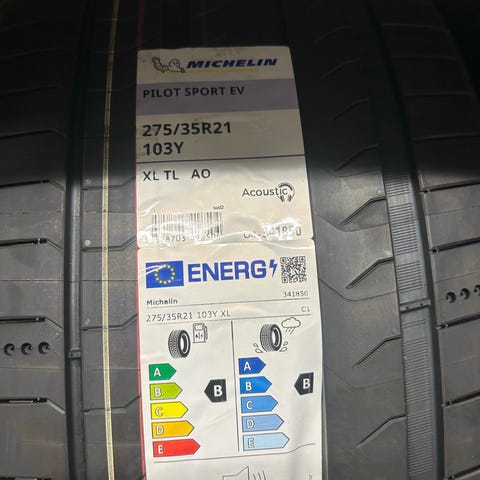 MICHELIN
PILOT SPORT EV
275/35R21
103Y
XL TL AO
Acoustic
ENERG
Michelin
341850
275/35R21 103Y XL
C1
A
B
C
D
E
B
A
B
C
D
E
B